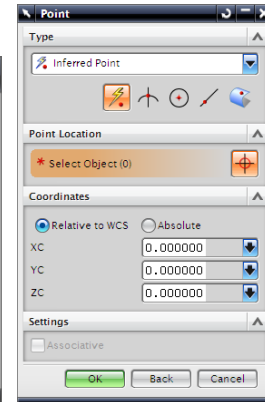 Point
Type
Inferred Point
Point Location
* Select Object (0)
Coordinates
Relative to WCS Absolute
XC 0.000000
YC 0.000000
ZC 0.000000
Settings
Associative
OK Back Cancel